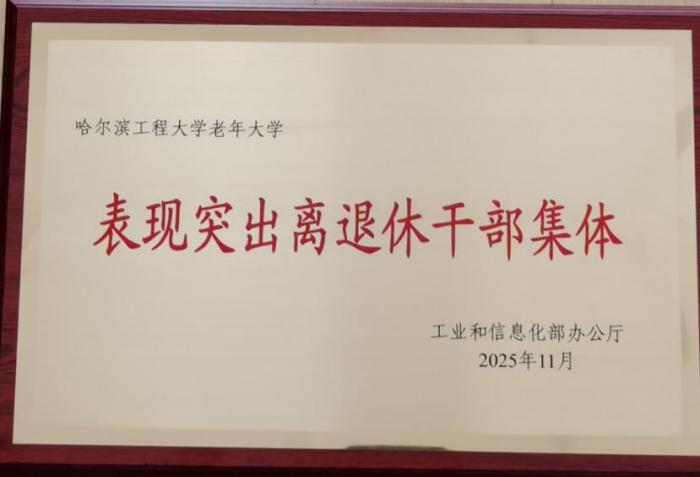 哈尔滨工程大学老年大学
表现突出离退休干部集体
工业和信息化部办公厅
2025年11月